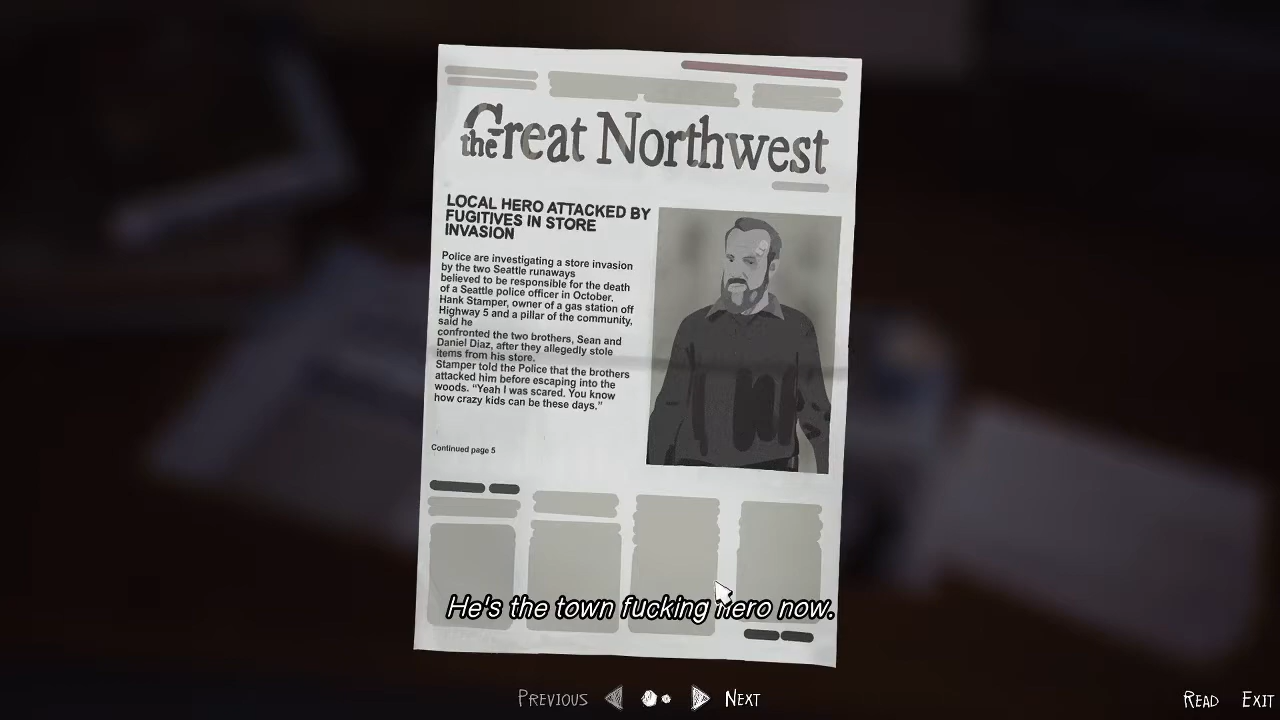 the Great Northwest
LOCAL HERO ATTACKED BY
FUGITIVES IN STORE
INVASION
Police are investigating a store invasion
by the two Seattle runaways
believed to be responsible for the death
of a Seattle police officer in October.
Hank Stamper, owner of a gas station off
Highway 5 and a pillar of the community,
said he
confronted the two brothers, Sean and
Daniel Diaz, after they allegedly stole
items from his store.
Stamper told the Police that the brothers
attacked him before escaping into the
woods. “Yeah I was scared. You know
how crazy kids can be these days.”
Continued page 5
He's the town fucking hero now.
PREVIOUS
NEXT
READ
EXIT